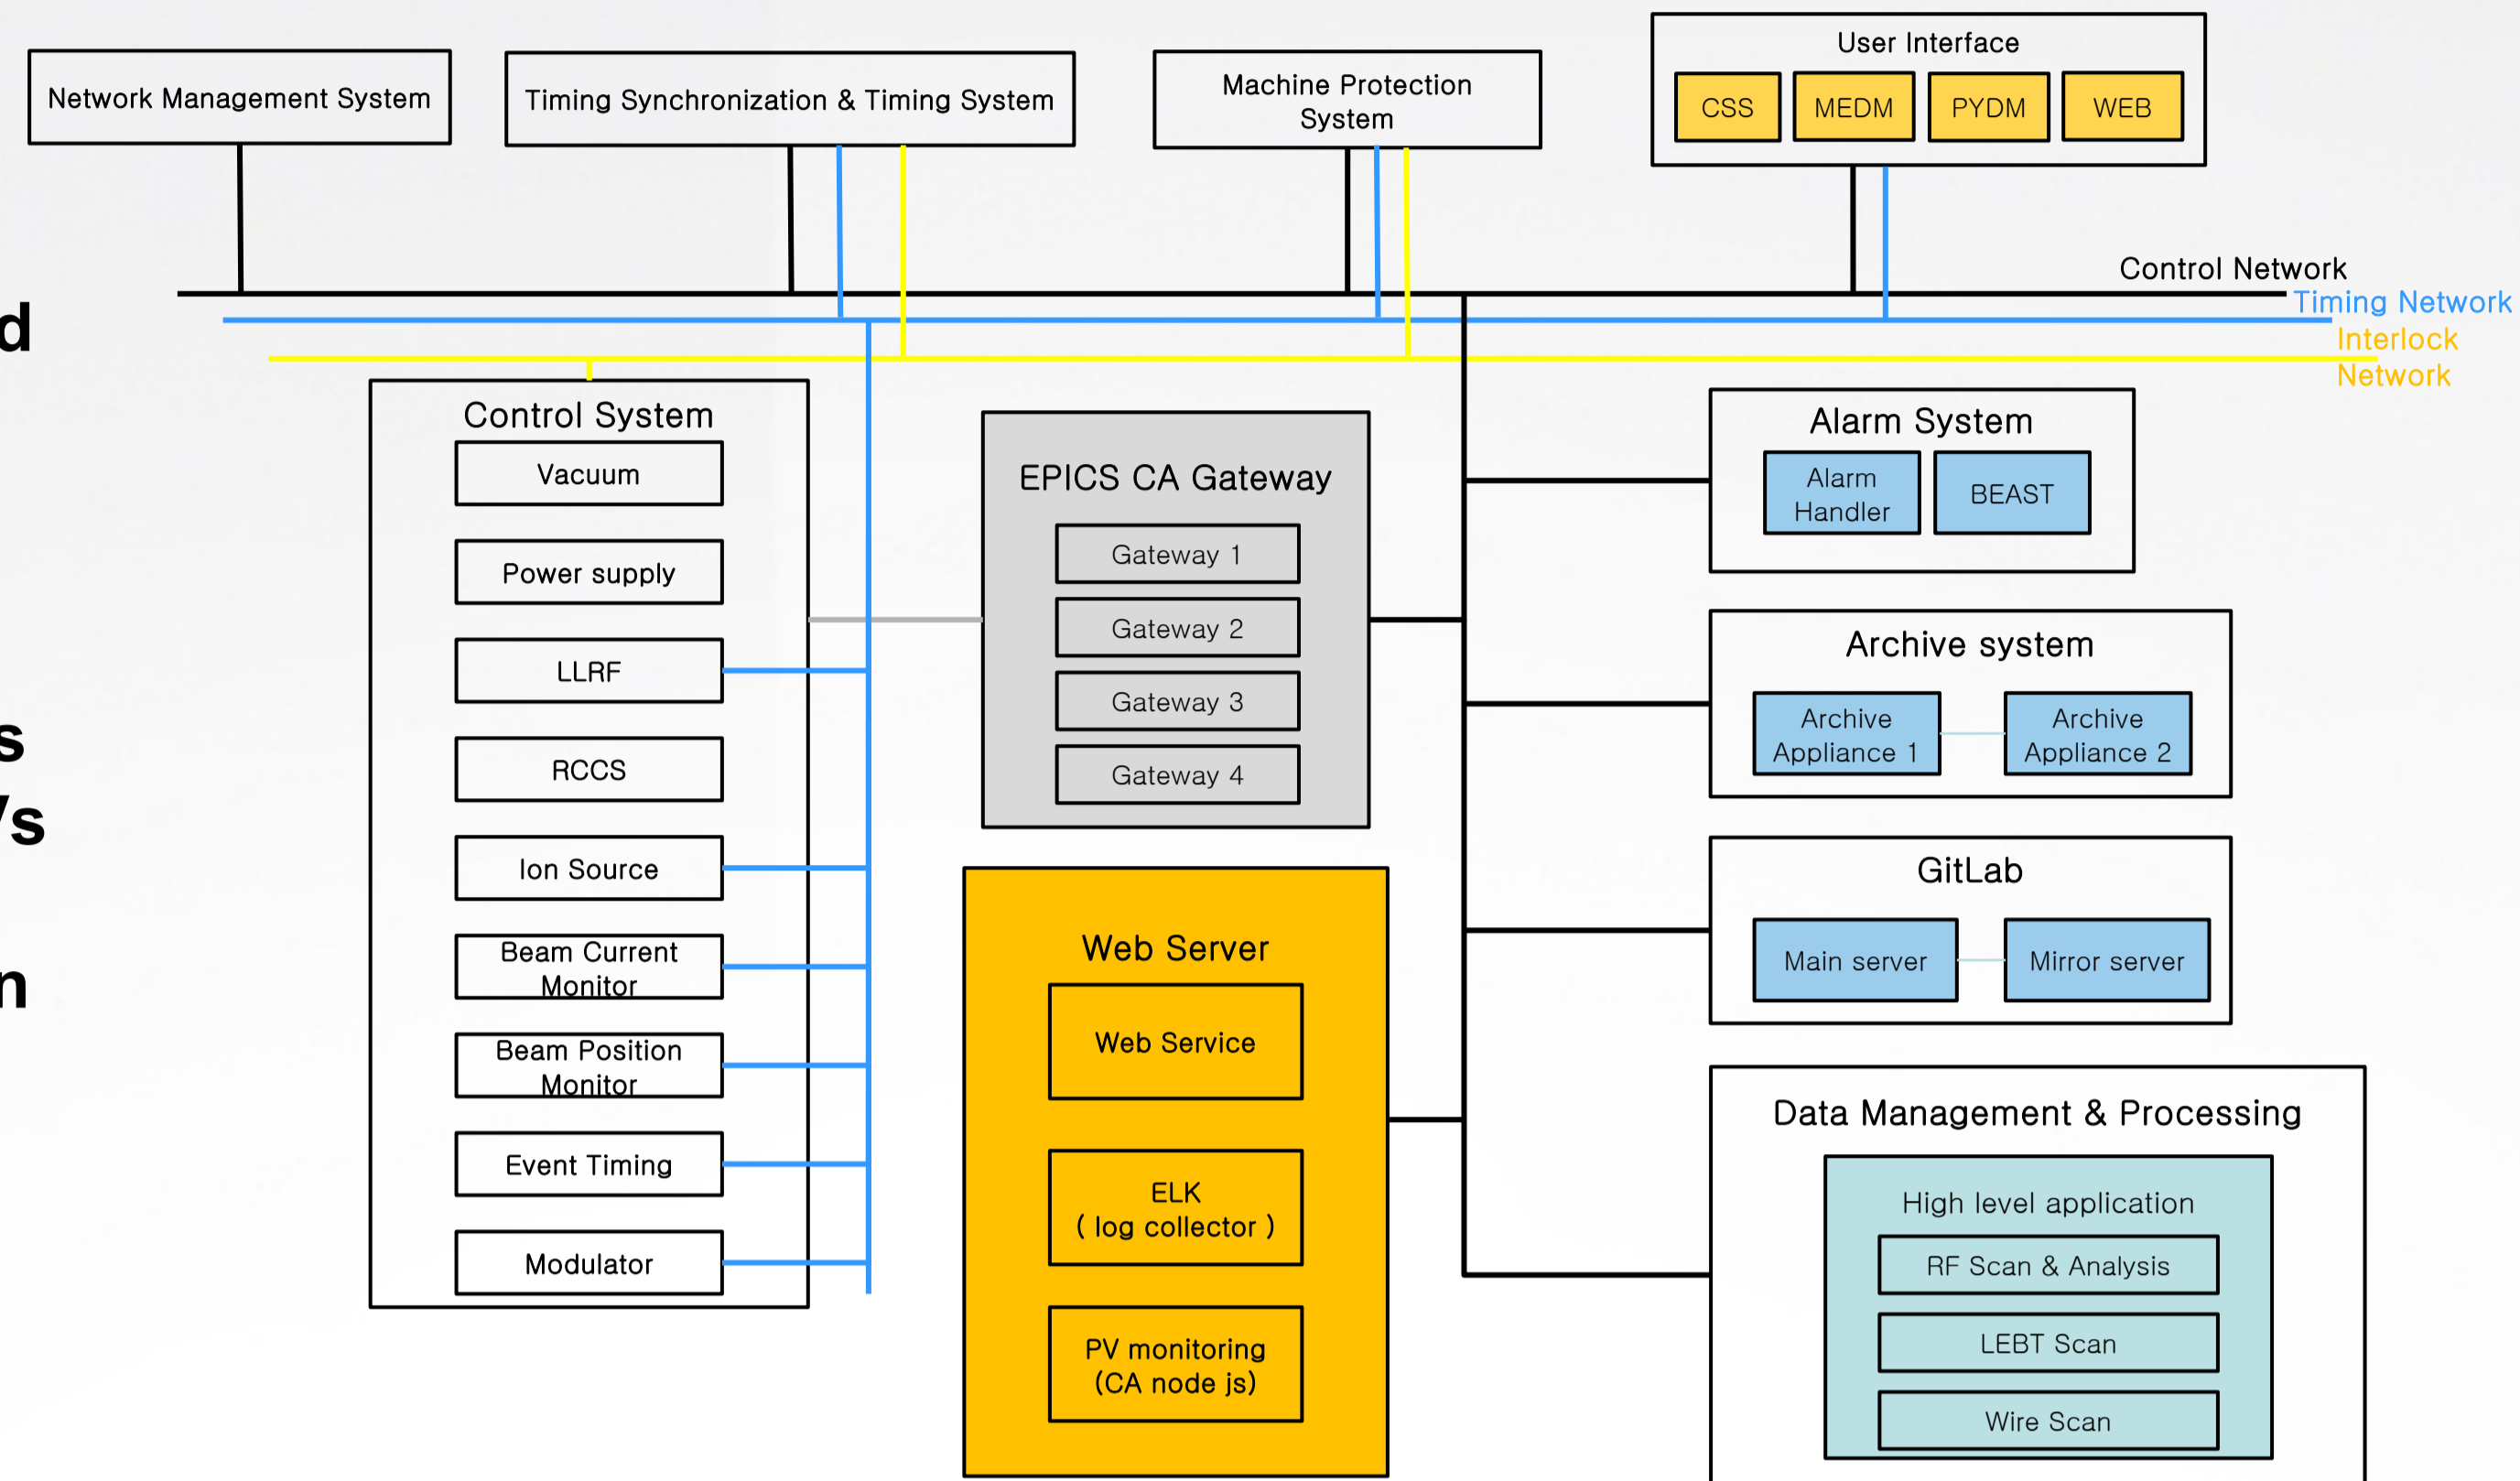 Network Management System
Timing Synchronization & Timing System
Machine Protection
System
User Interface
CSS
MEDM
PYDM
WEB
Control Network
Timing Network
Interlock
Network
d
s
/s
n
Control System
Vacuum
Power supply
LLRF
RCCS
Ion Source
Beam Current
Monitor
Beam Position
Monitor
Event Timing
Modulator
EPICS CA Gateway
Gateway 1
Gateway 2
Gateway 3
Gateway 4
Web Server
Web Service
ELK
( log collector )
PV monitoring
(CA node js)
Alarm System
Alarm
Handler
BEAST
Archive system
Archive
Appliance 1
Archive
Appliance 2
GitLab
Main server
Mirror server
Data Management & Processing
High level application
RF Scan & Analysis
LEBT Scan
Wire Scan